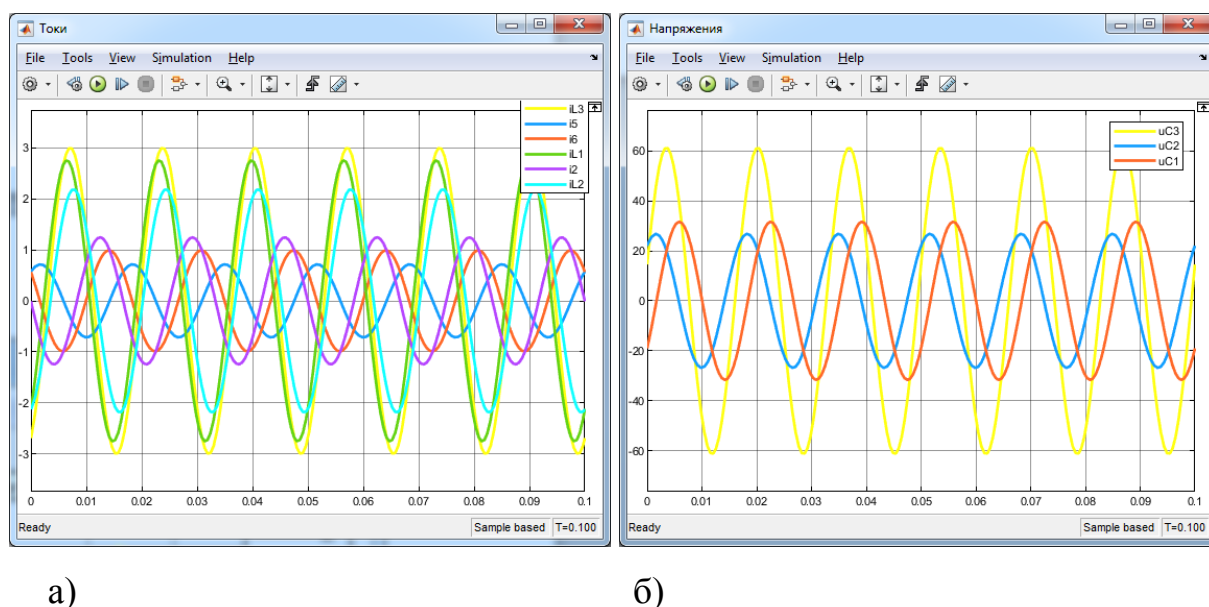 Токи
File Tools View Simulation Help
iL3
i5
i6
iL1
i2
iL2
3
2
1
0
-1
-2
-3
0 0.01 0.02 0.03 0.04 0.05 0.06 0.07 0.08 0.09 0.1
Ready Sample based T=0.100
а)
Напряжения
File Tools View Simulation Help
uC3
uC2
uC1
60
40
20
0
-20
-40
-60
0 0.01 0.02 0.03 0.04 0.05 0.06 0.07 0.08 0.09 0.1
Ready Sample based T=0.100
б)